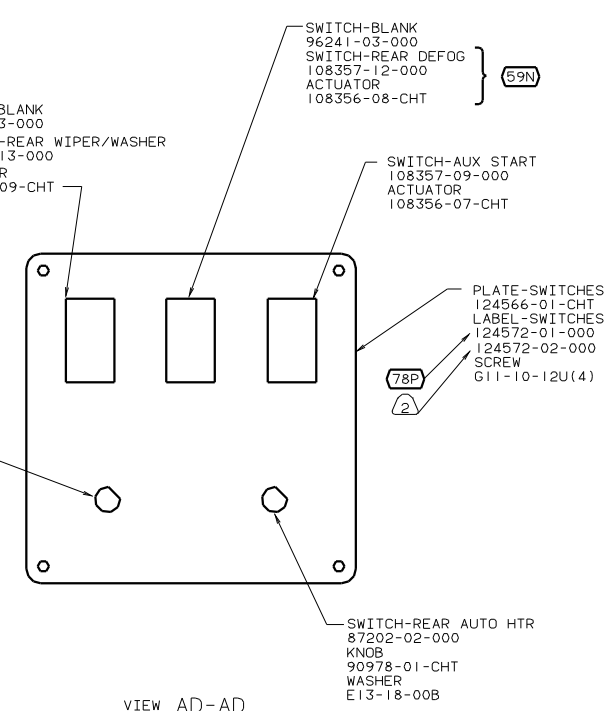 SWITCH-BLANK
96241-03-000
SWITCH-REAR DEFOG
108357-12-000
ACTUATOR
108356-08-CHT
59N
BLANK
3-000
-REAR WIPER/WASHER
13-000
R
09-CHT
SWITCH-AUX START
108357-09-000
ACTUATOR
108356-07-CHT
PLATE-SWITCHES
124566-01-CHT
LABEL-SWITCHES
124572-01-000
124572-02-000
SCREW
G11-10-12U(4)
78P
2
SWITCH-REAR AUTO HTR
87202-02-000
KNOB
90978-01-CHT
WASHER
E13-18-00B
VIEW AD-AD